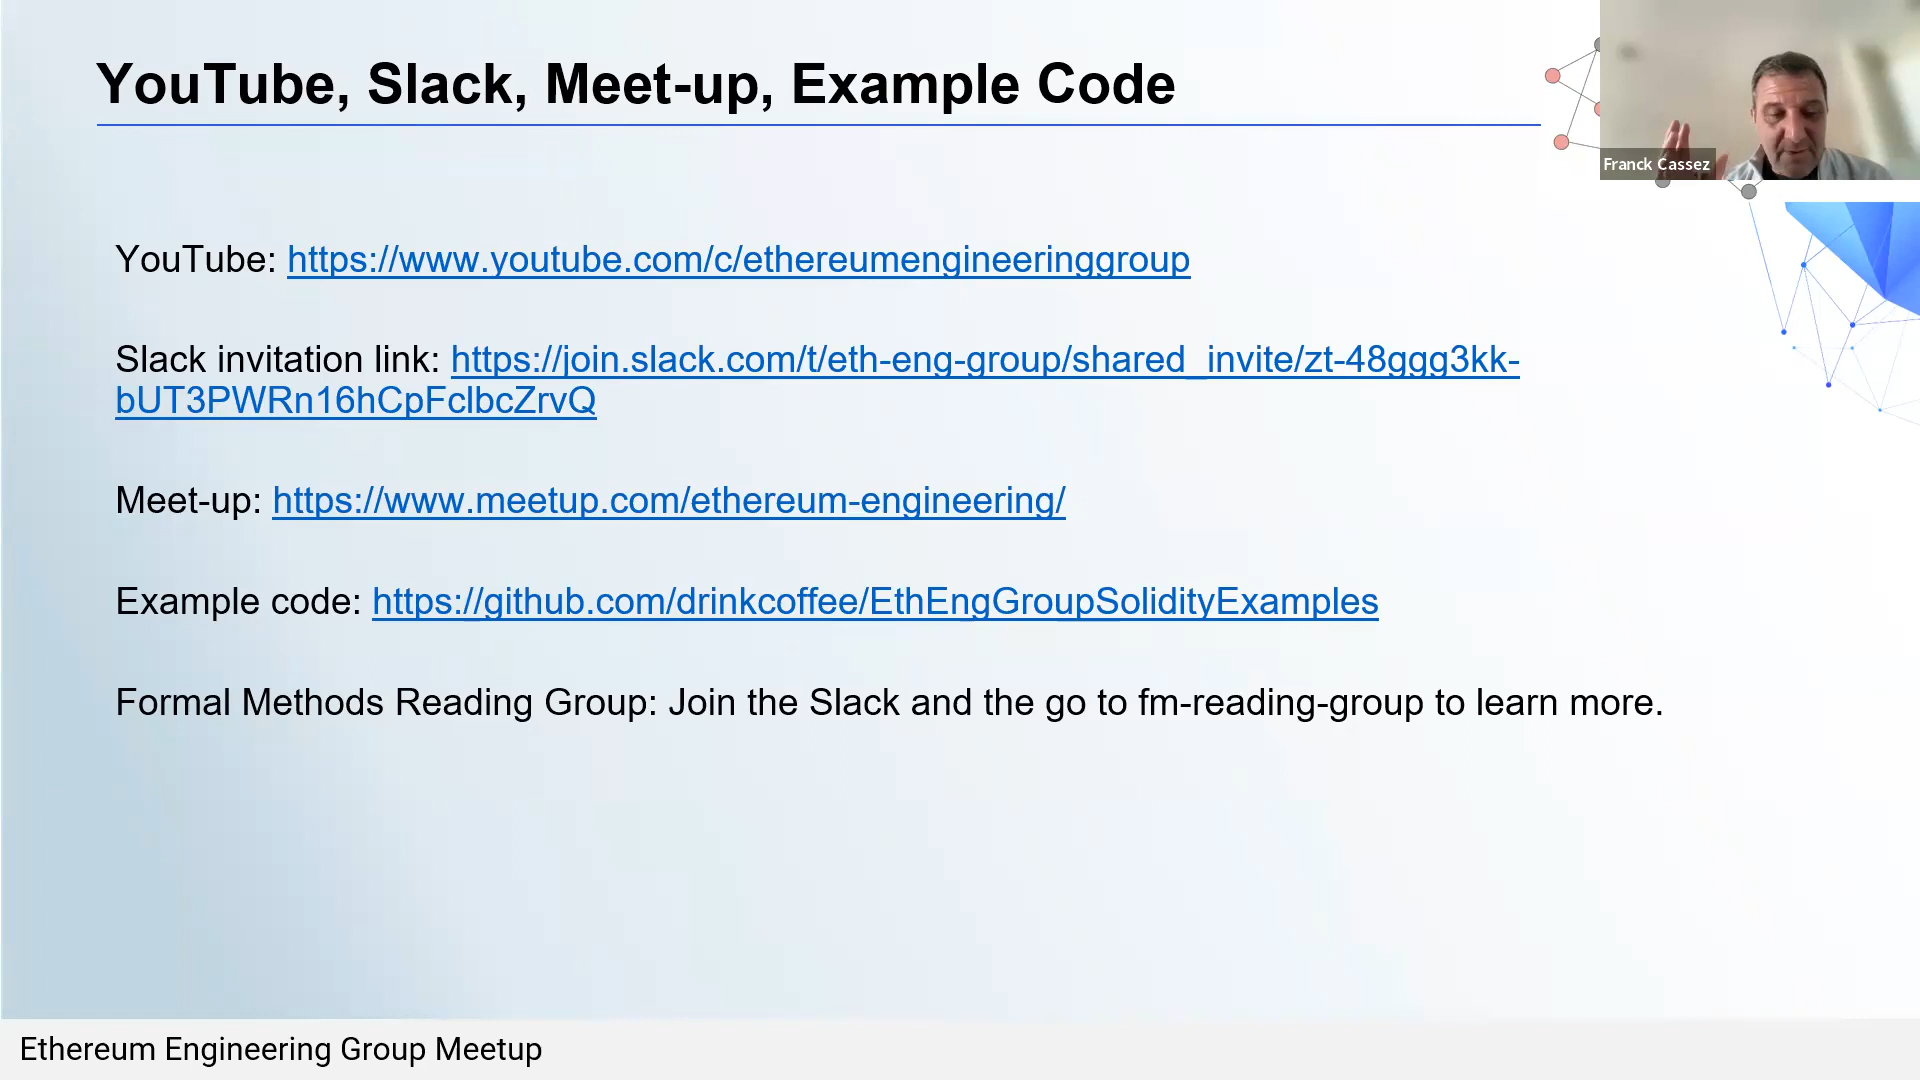 YouTube, Slack, Meet-up, Example Code
Franck Cassez
YouTube: https://www.youtube.com/c/ethereumengineeringgroup
Slack invitation link: https://join.slack.com/t/eth-eng-group/shared_invite/zt-48ggg3kk-
bUT3PWRn16hCpFclbcZrvQ
Meet-up: https://www.meetup.com/ethereum-engineering/
Example code: https://github.com/drinkcoffee/EthEngGroupSolidityExamples
Formal Methods Reading Group: Join the Slack and the go to fm-reading-group to learn more.
Ethereum Engineering Group Meetup